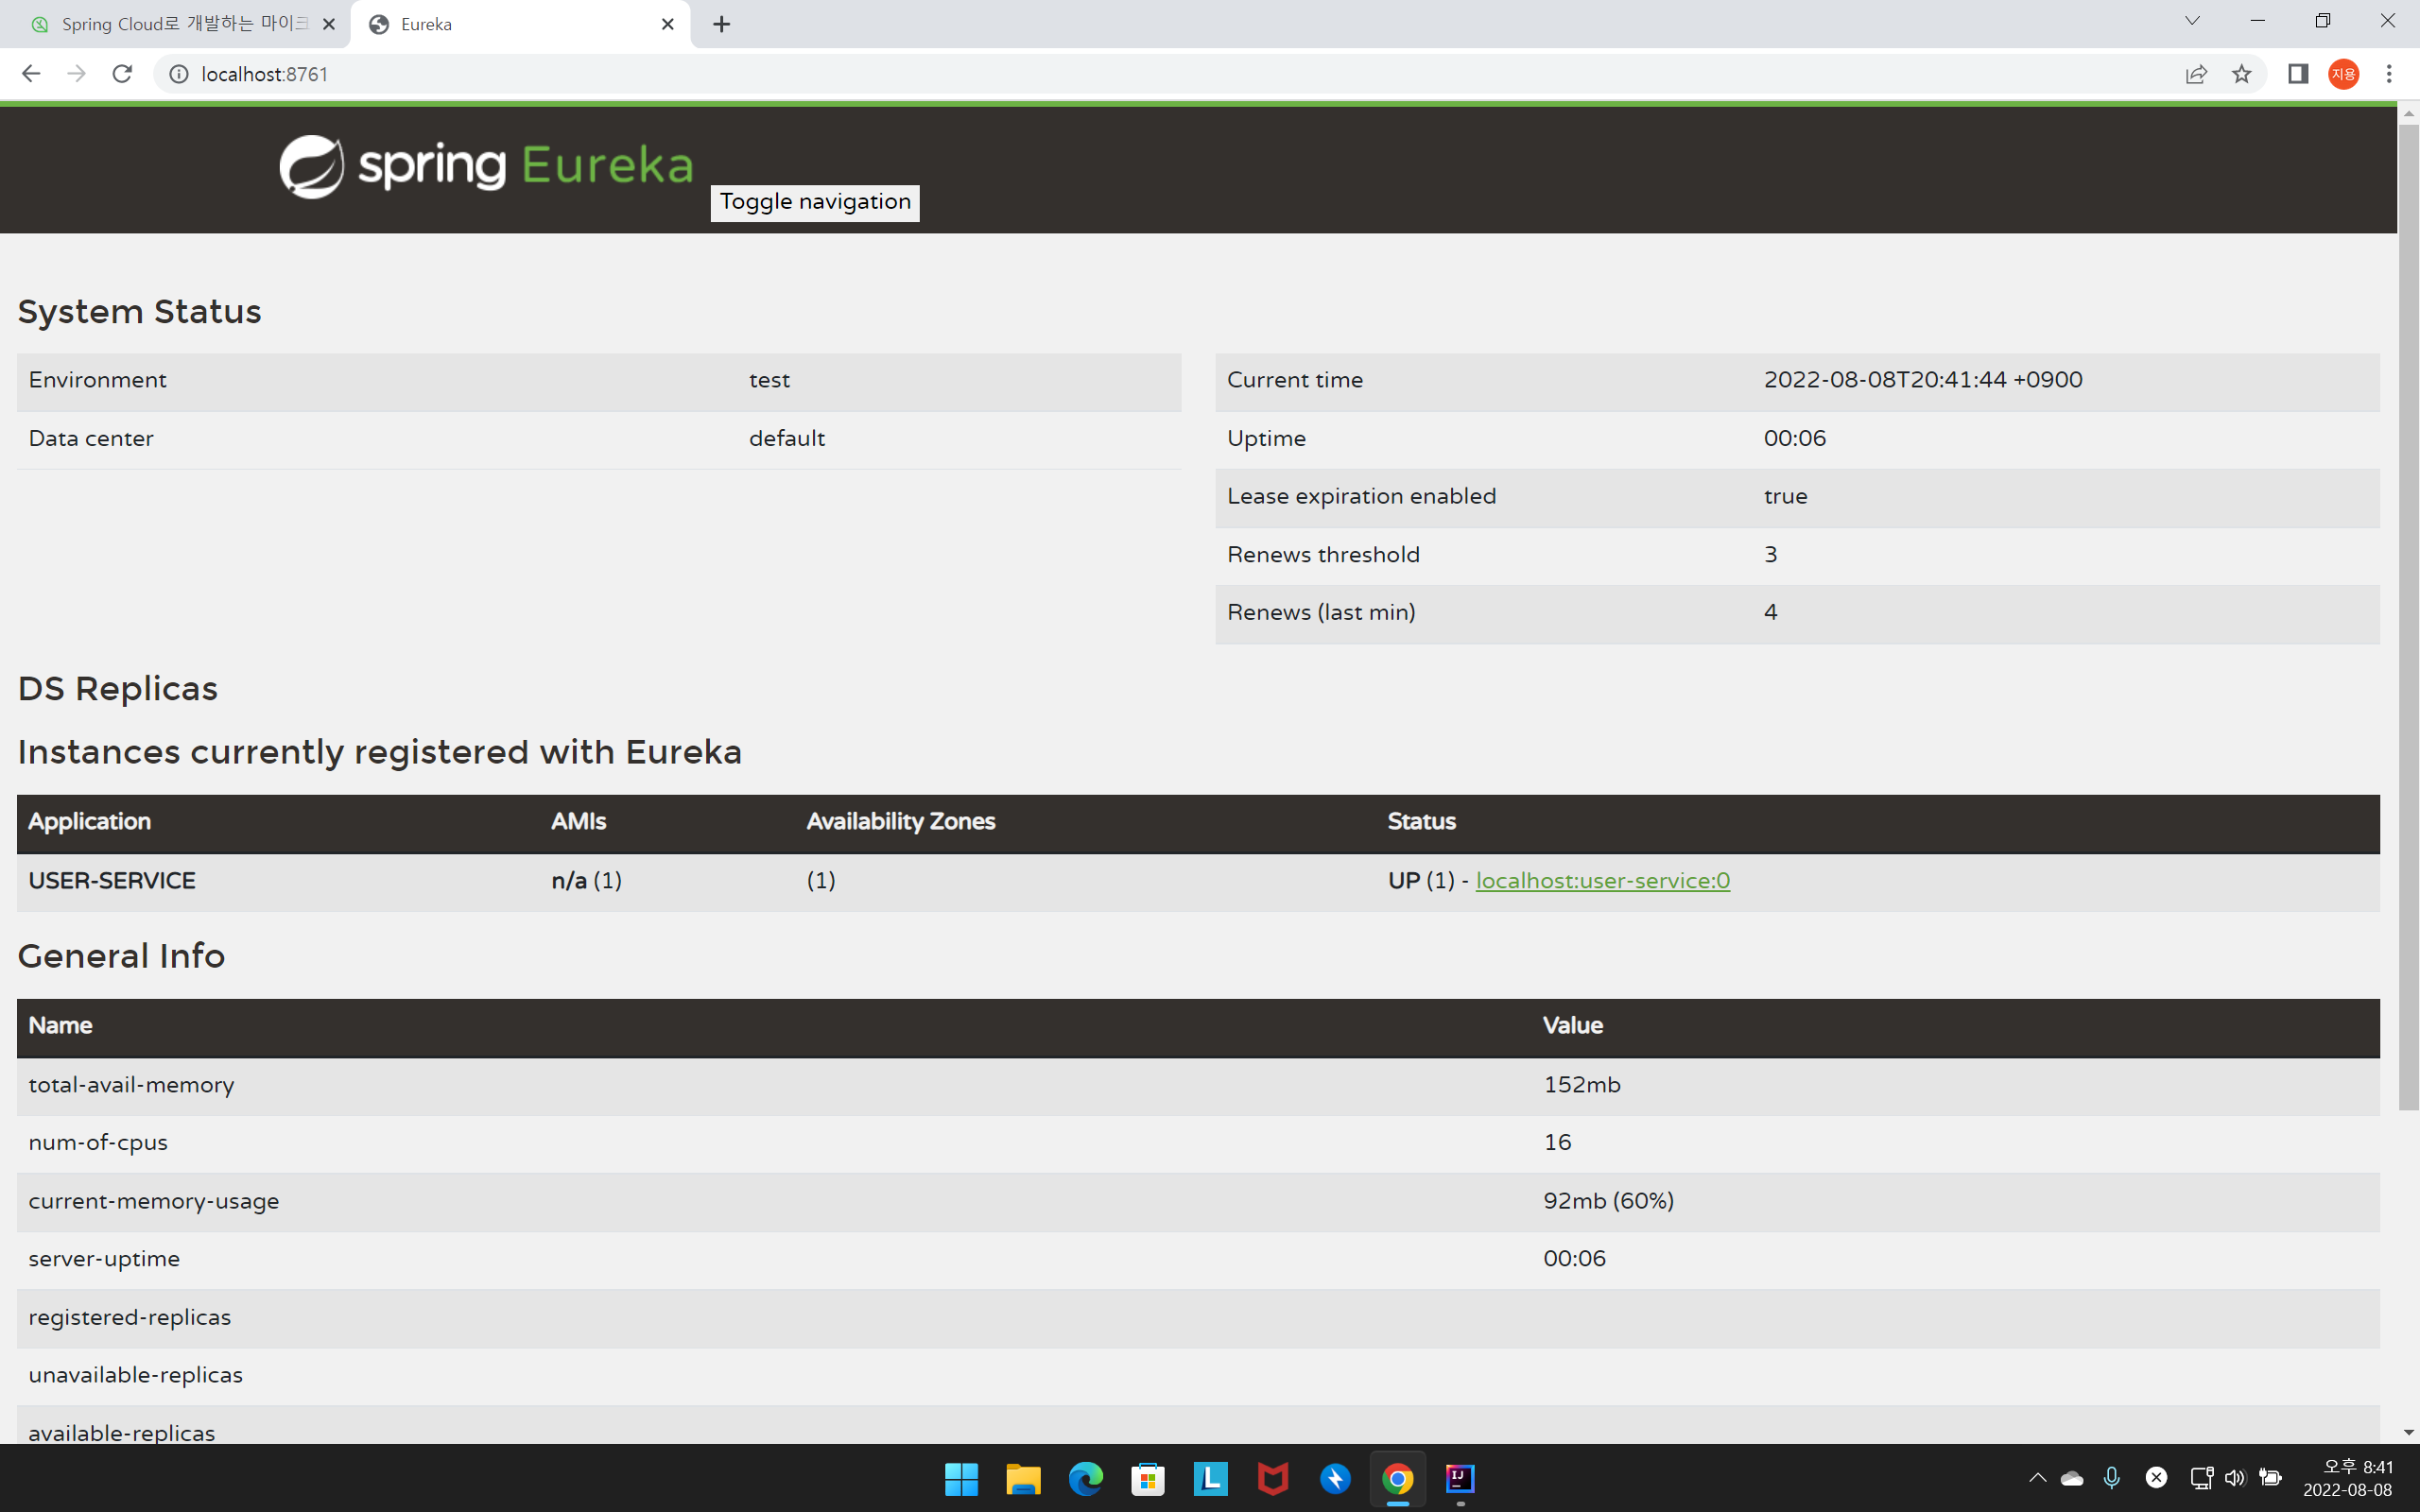 Spring Cloud로 개발하는 마이크
Eureka
localhost:8761
지용
spring Eureka
Toggle navigation
System Status
Environment test
Data center default
Current time 2022-08-08T20:41:44 +0900
Uptime 00:06
Lease expiration enabled true
Renews threshold 3
Renews (last min) 4
DS Replicas
Instances currently registered with Eureka
Application AMIs Availability Zones Status
USER-SERVICE n/a (1) (1) UP (1) - localhost:user-service:0
General Info
Name Value
total-avail-memory 152mb
num-of-cpus 16
current-memory-usage 92mb (60%)
server-uptime 00:06
registered-replicas
unavailable-replicas
available-replicas
L
IJ
오후 8:41
2022-08-08